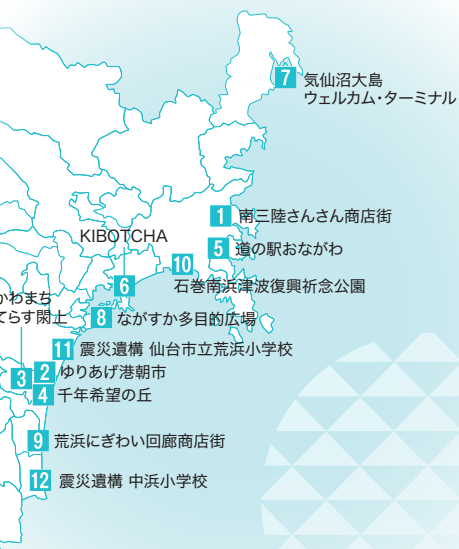 7 気仙沼大島
ウェルカム・ターミナル
1 南三陸さんさん商店街
KIBOTCHA
5 道の駅おながわ
10
石巻南浜津波復興祈念公園
6
かわまち
てらす閖上
8 ながすか多目的広場
11 震災遺構 仙台市立荒浜小学校
3 2 ゆりあげ港朝市
4 千年希望の丘
9 荒浜にぎわい回廊商店街
12 震災遺構 中浜小学校